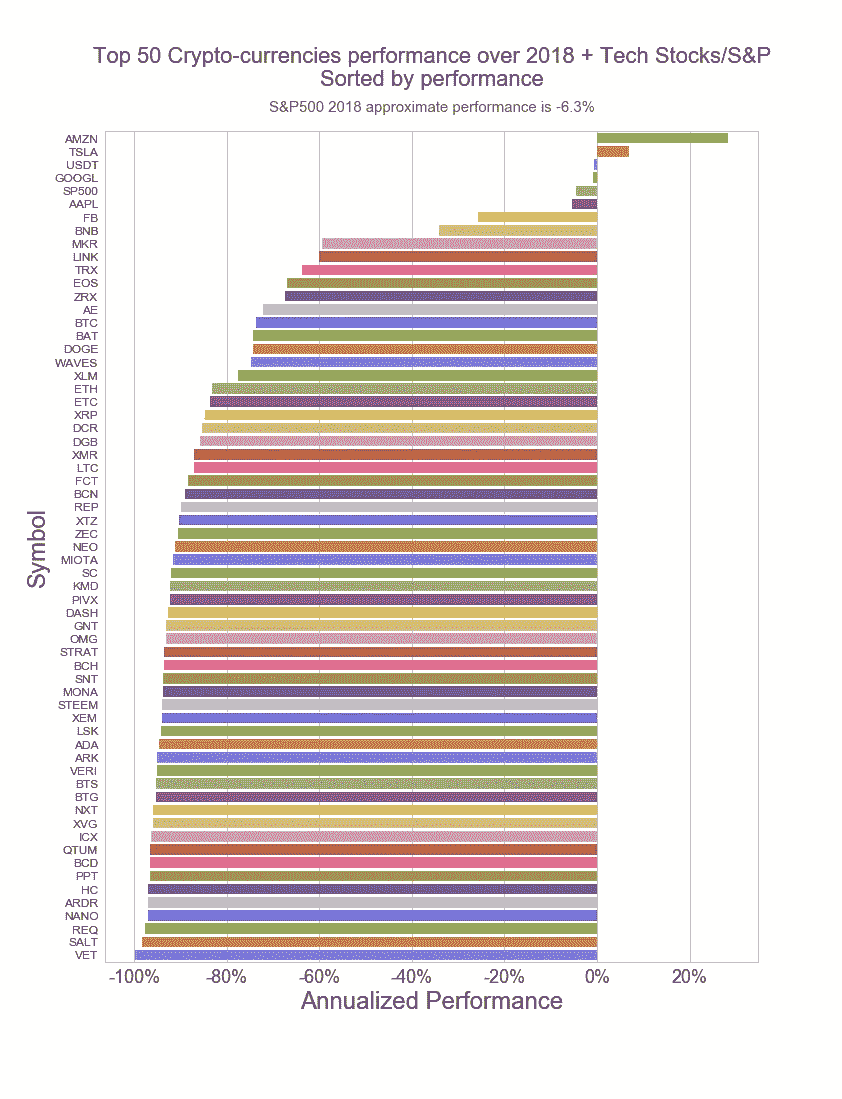 Top 50 Crypto-currencies performance over 2018 + Tech Stocks/S&P
Sorted by performance
S&P500 2018 approximate performance is -6.3%
AMZN
TSLA
USDT
GOOGL
SP500
AAPL
FB
BNB
MKR
LINK
TRX
EOS
ZRX
AE
BTC
BAT
DOGE
WAVES
XLM
ETH
ETC
XRP
DCR
DGB
XMR
LTC
FCT
BCN
REP
XTZ
ZEC
NEO
MIOTA
SC
KMD
PIVX
DASH
GNT
OMG
STRAT
BCH
SNT
MONA
STEEM
XEM
LSK
ADA
ARK
VERI
BTS
BTG
NXT
XVG
ICX
QTUM
BCD
PPT
HC
ARDR
NANO
REQ
SALT
VET
Symbol
-100% -80% -60% -40% -20% 0% 20%
Annualized Performance